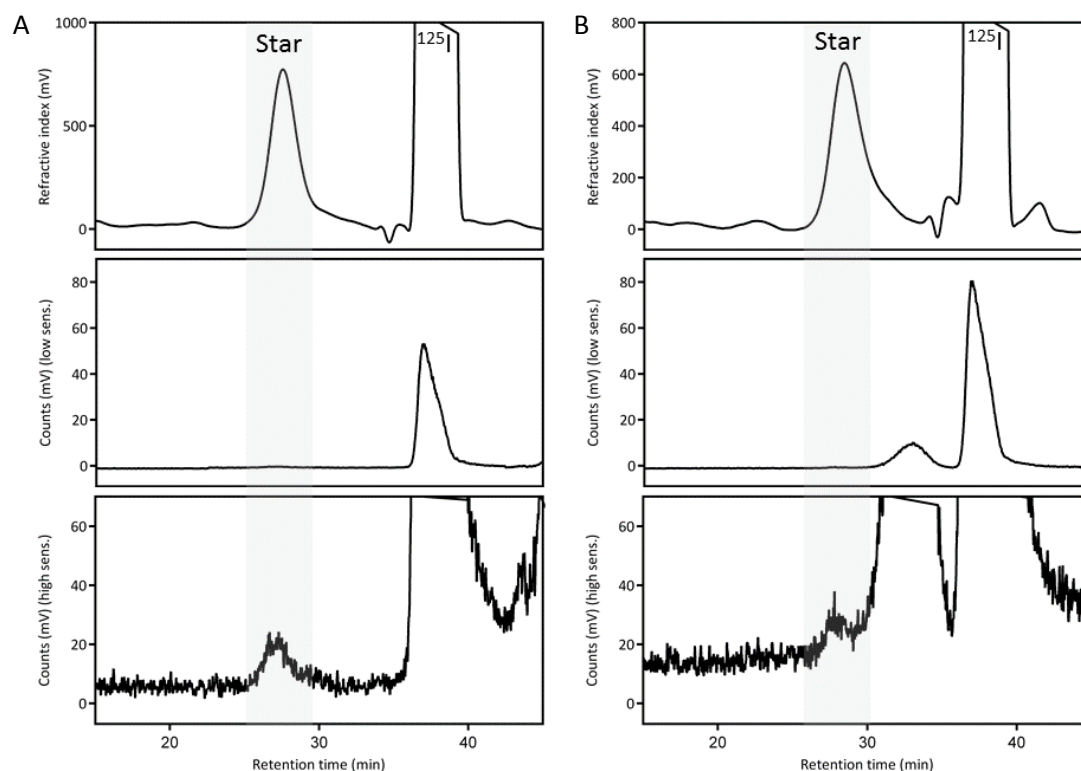 A
Star
¹²⁵I
1000
500
0
Refractive index (mV)
80
60
40
20
0
Counts (mV) (low sens.)
60
40
20
0
Counts (mV) (high sens.)
20
30
40
Retention time (min)
B
Star
¹²⁵I
800
600
400
200
0
Refractive index (mV)
80
60
40
20
0
Counts (mV) (low sens.)
60
40
20
0
Counts (mV) (high sens.)
20
30
40
Retention time (min)